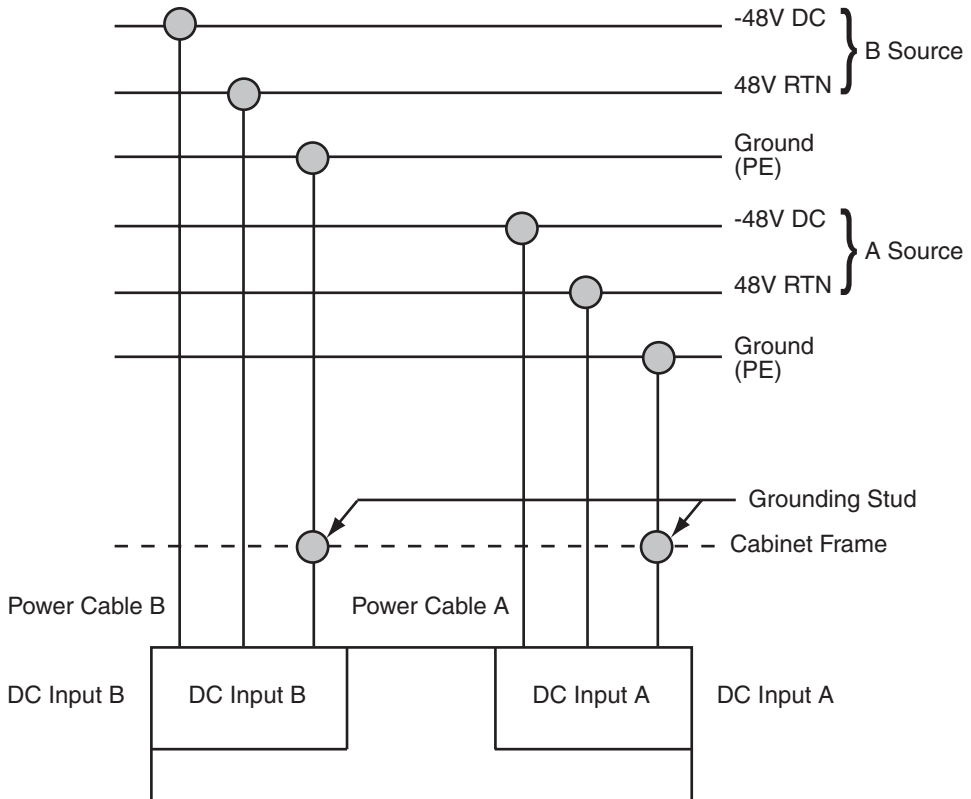 -48V DC
B Source
48V RTN
Ground
(PE)
-48V DC
A Source
48V RTN
Ground
(PE)
Grounding Stud
Cabinet Frame
Power Cable B
Power Cable A
DC Input B
DC Input B
DC Input A
DC Input A